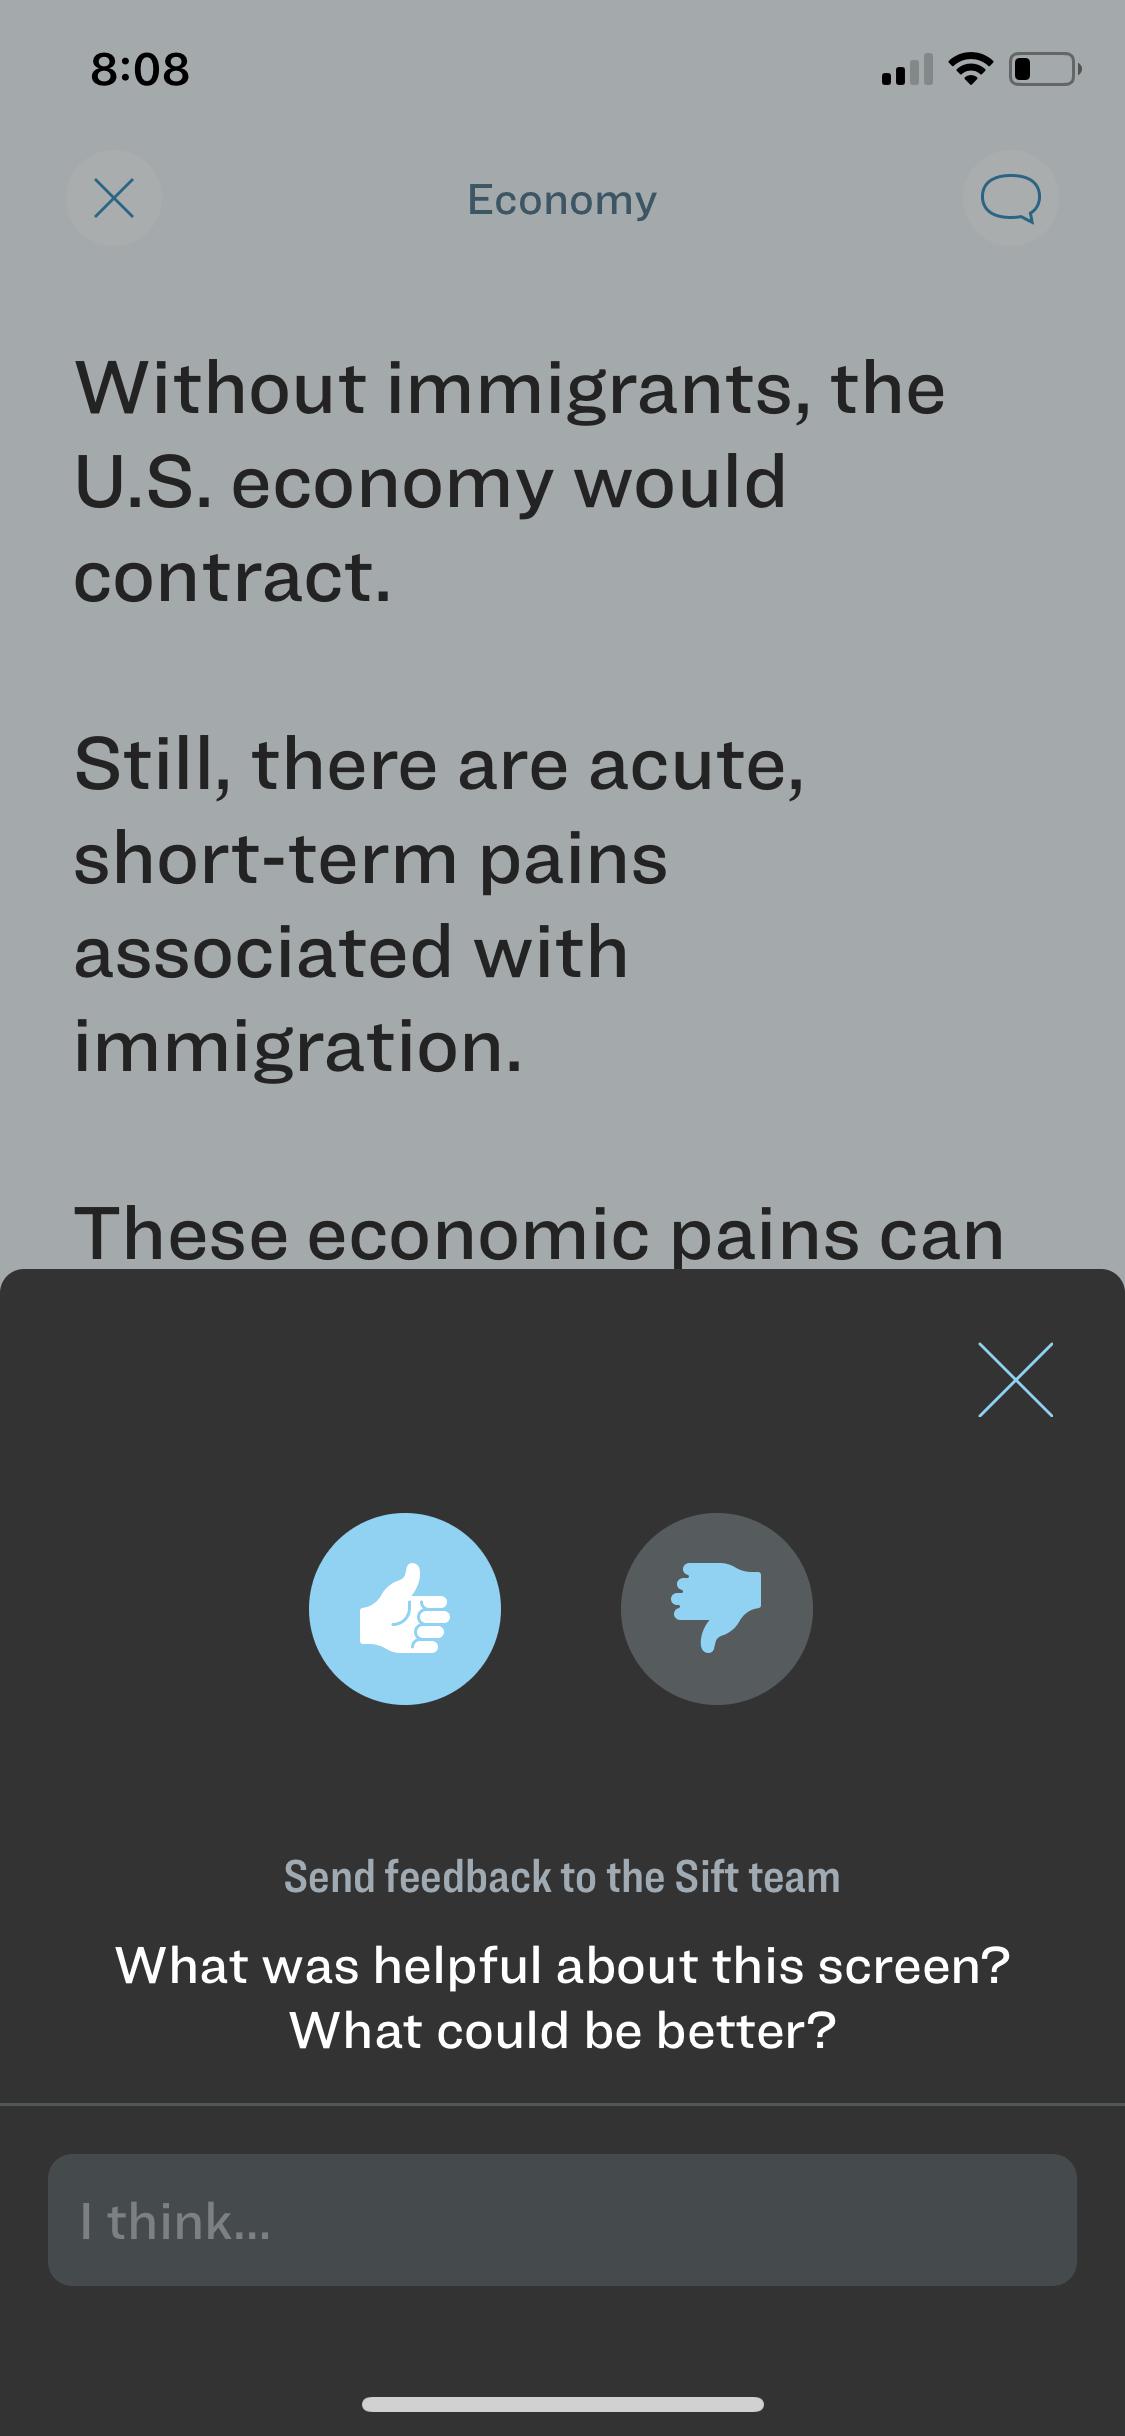 8:08
Economy
Without immigrants, the
U.S. economy would
contract.
Still, there are acute,
short-term pains
associated with
immigration.
These economic pains can
Send feedback to the Sift team
What was helpful about this screen?
What could be better?
I think...